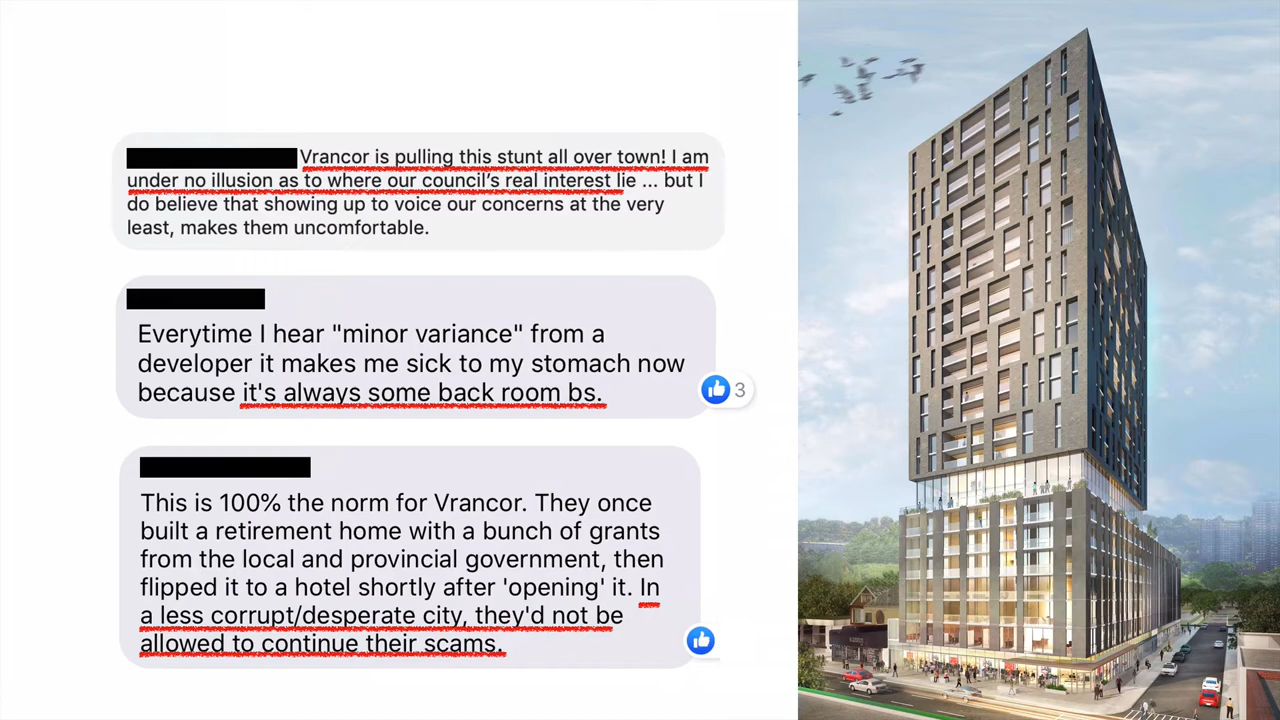 Vrancor is pulling this stunt all over town! I am
under no illusion as to where our council's real interest lie ... but I
do believe that showing up to voice our concerns at the very
least, makes them uncomfortable.
Everytime I hear "minor variance" from a
developer it makes me sick to my stomach now
because it's always some back room bs.
3
This is 100% the norm for Vrancor. They once
built a retirement home with a bunch of grants
from the local and provincial government, then
flipped it to a hotel shortly after 'opening' it. In
a less corrupt/desperate city, they'd not be
allowed to continue their scams.